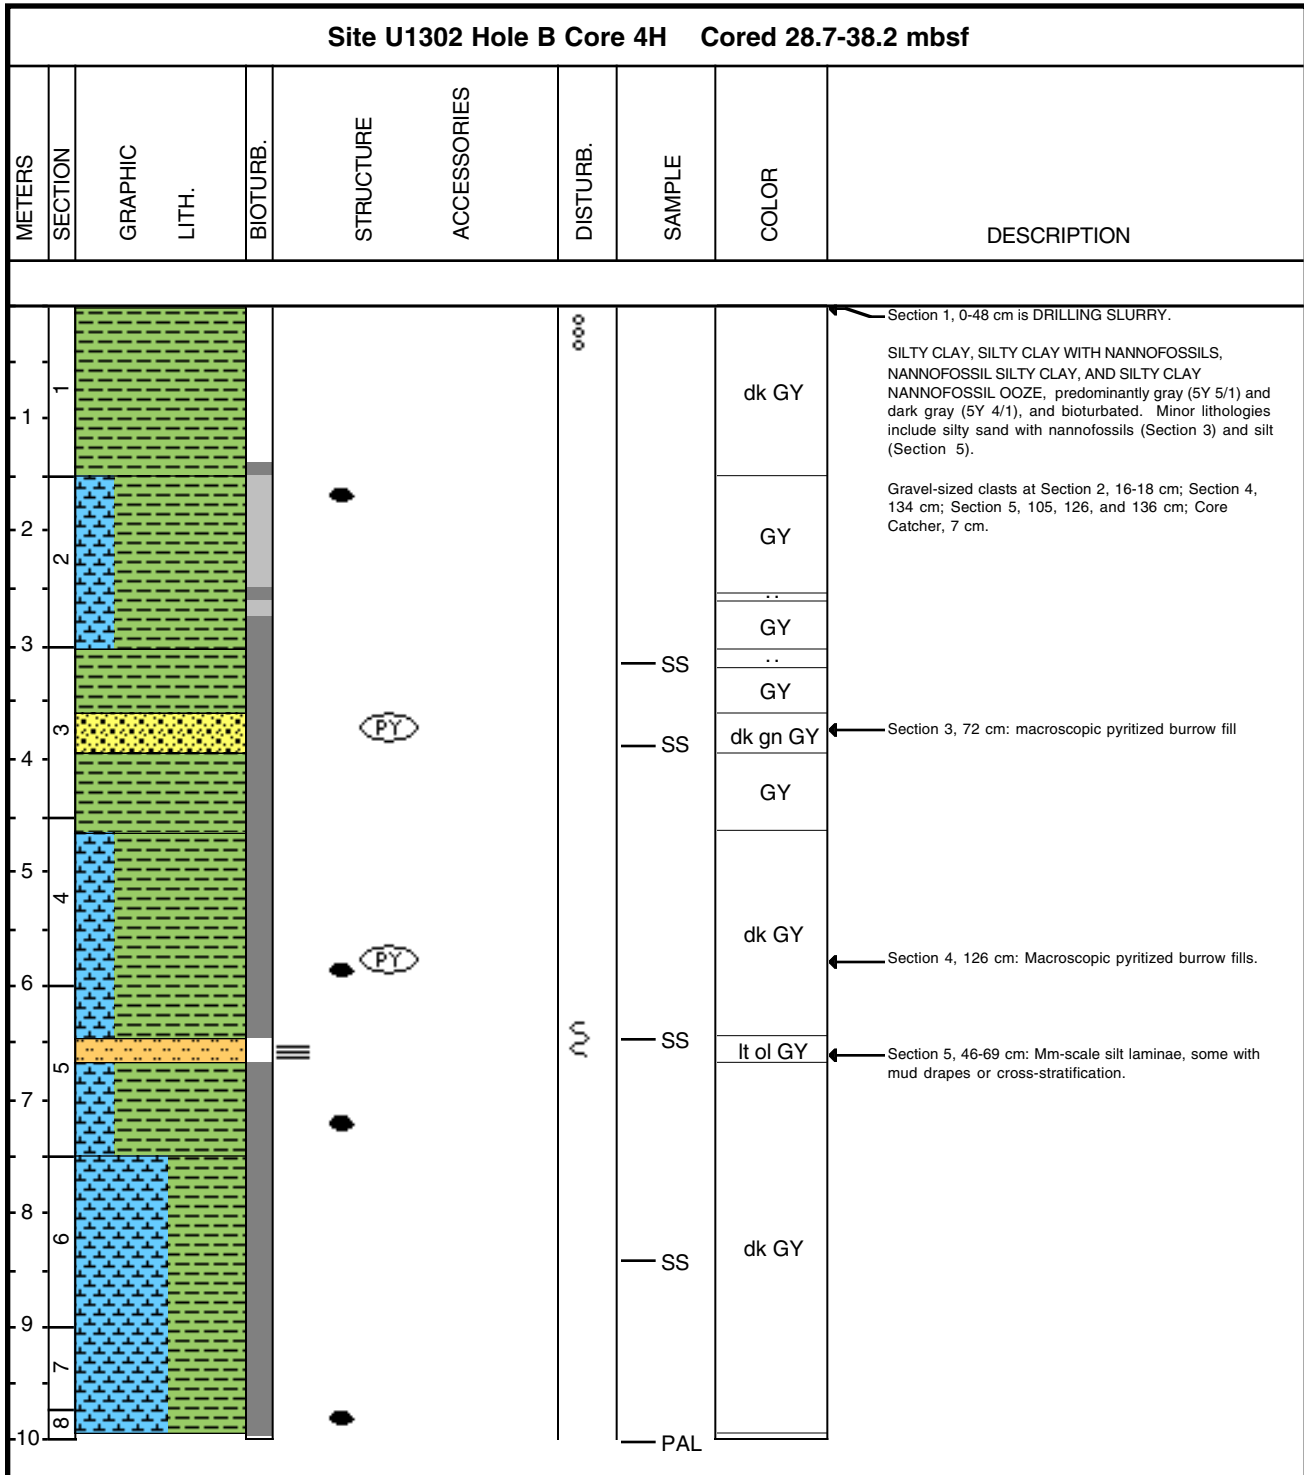 Site U1302 Hole B Core 4H Cored 28.7-38.2 mbsf
METERS
SECTION
GRAPHIC
LITH.
BIOTURB.
STRUCTURE
ACCESSORIES
DISTURB.
SAMPLE
COLOR
DESCRIPTION
Section 1, 0-48 cm is DRILLING SLURRY.
SILTY CLAY, SILTY CLAY WITH NANNOFOSSILS,
NANNOFOSSIL SILTY CLAY, AND SILTY CLAY
NANNOFOSSIL OOZE, predominantly gray (5Y 5/1) and
dark gray (5Y 4/1), and bioturbated. Minor lithologies
include silty sand with nannofossils (Section 3) and silt
(Section 5).
1
1
dk GY
Gravel-sized clasts at Section 2, 16-18 cm; Section 4,
134 cm; Section 5, 105, 126, and 136 cm; Core
Catcher, 7 cm.
2
2
GY
. .
GY
3
SS
. .
GY
3
PY
SS
dk gn GY
Section 3, 72 cm: macroscopic pyritized burrow fill
4
GY
5
4
dk GY
PY
Section 4, 126 cm: Macroscopic pyritized burrow fills.
6
SS
lt ol GY
Section 5, 46-69 cm: Mm-scale silt laminae, some with
mud drapes or cross-stratification.
5
7
8
6
SS
dk GY
9
7
8
10
PAL